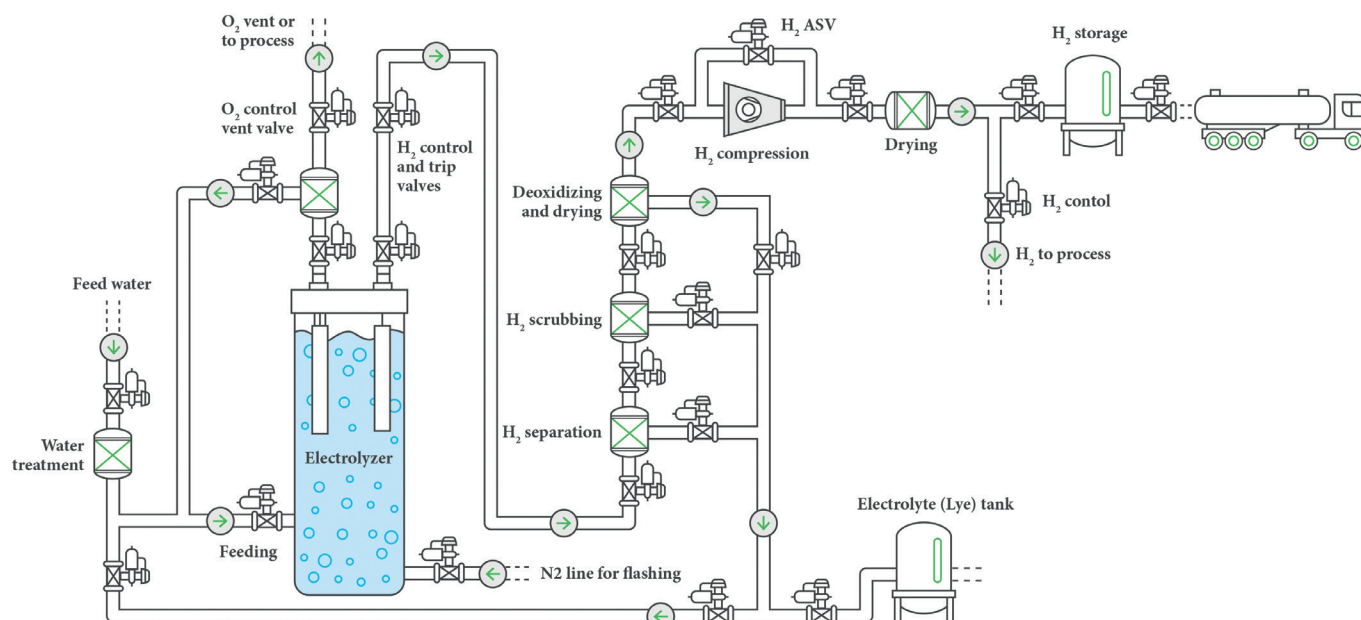 O₂ vent or
to process
O₂ control
vent valve
H₂ control
and trip
valves
H₂ ASV
H₂ storage
H₂ compression
Drying
Deoxidizing
and drying
H₂ contol
H₂ to process
Feed water
H₂ scrubbing
H₂ separation
Water
treatment
Electrolyzer
Feeding
N2 line for flashing
Electrolyte (Lye) tank